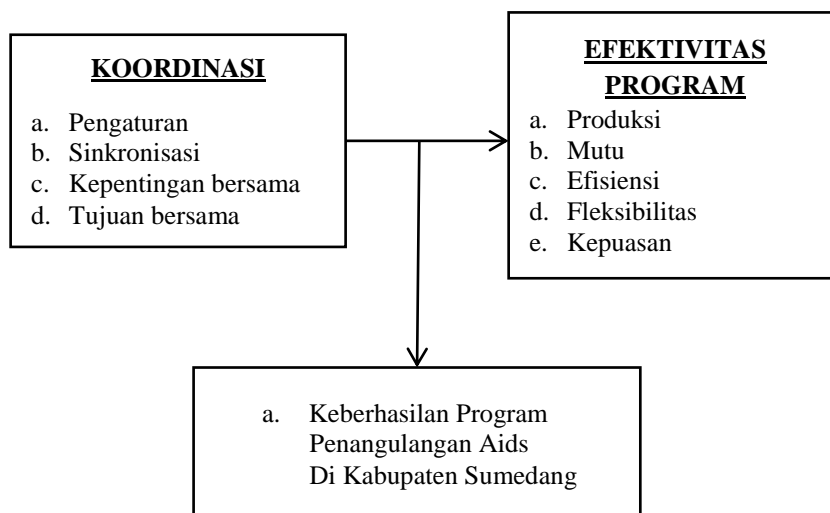 KOORDINASI
a. Pengaturan
b. Sinkronisasi
c. Kepentingan bersama
d. Tujuan bersama
EFEKTIVITAS
PROGRAM
a. Produksi
b. Mutu
c. Efisiensi
d. Fleksibilitas
e. Kepuasan
a. Keberhasilan Program
Penangulangan Aids
Di Kabupaten Sumedang